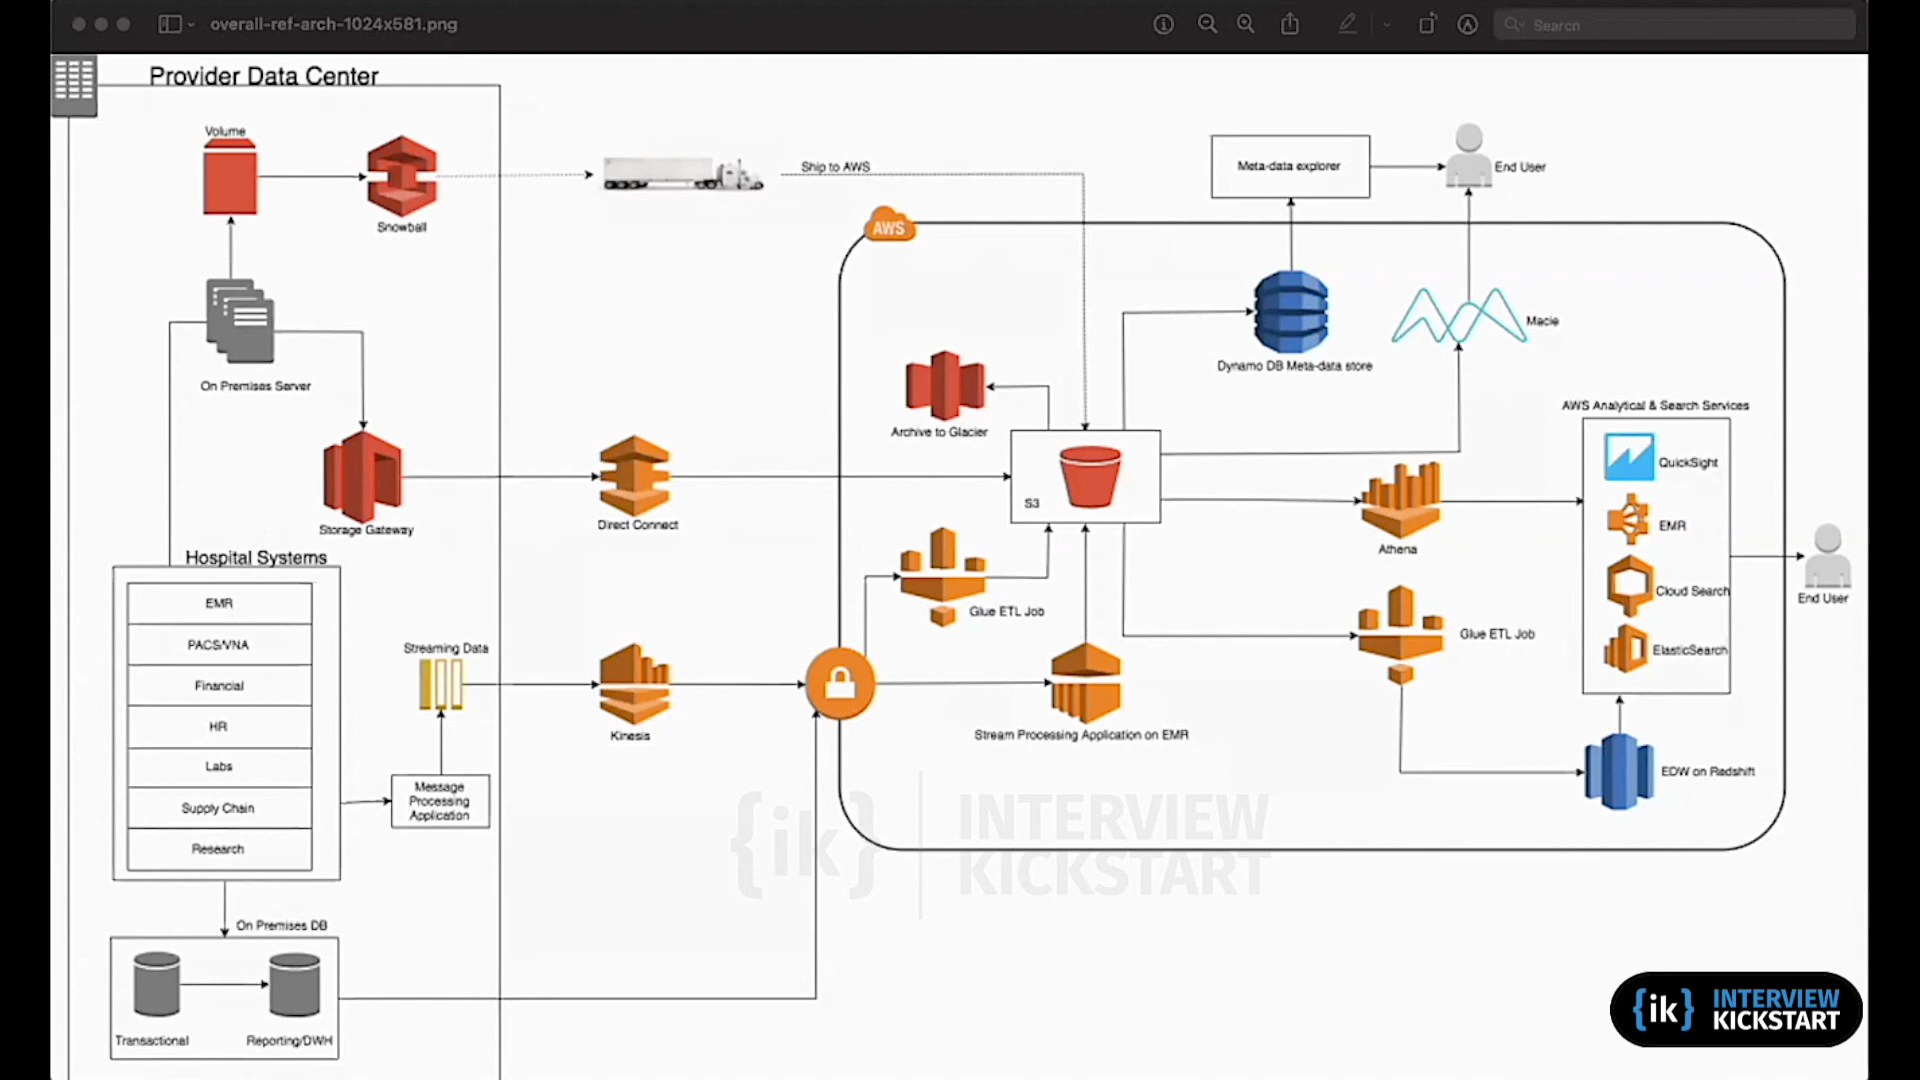 overall-ref-arch-1024x581.png
Search
Provider Data Center
Volume
Snowball
Ship to AWS
Meta-data explorer
End User
AWS
On Premises Server
Macie
Dynamo DB Meta-data store
Archive to Glacier
AWS Analytical & Search Services
QuickSight
S3
Storage Gateway
Direct Connect
EMR
Athena
Hospital Systems
Cloud Search
End User
EMR
Glue ETL Job
PACS/VNA
Streaming Data
Glue ETL Job
ElasticSearch
Financial
HR
Kinesis
Stream Processing Application on EMR
Labs
EDW on Redshift
Message
Processing
Application
Supply Chain
Research
{ik} INTERVIEW
KICKSTART
On Premises DB
Transactional
Reporting/DWH
{ik} INTERVIEW
KICKSTART